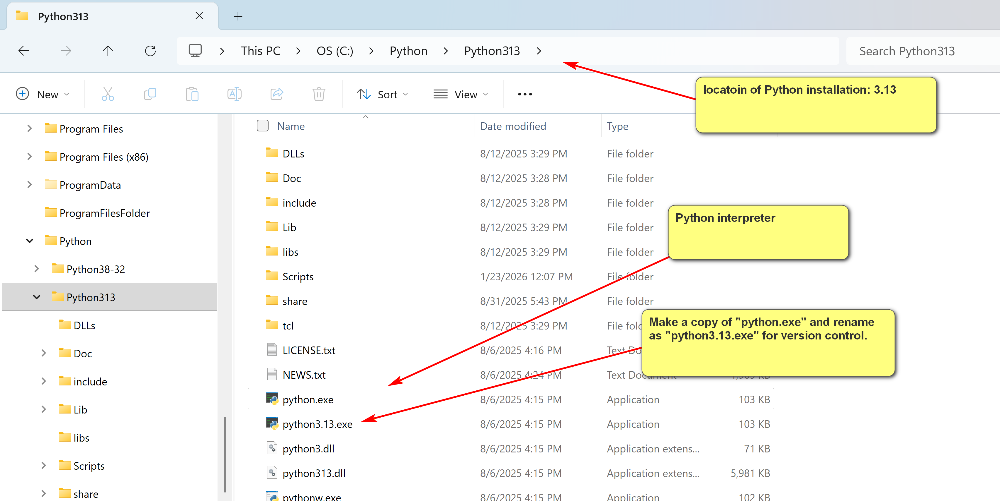 Python313
This PC
OS (C:)
Python
Python313
Search Python313
locatoin of Python installation: 3.13
New
Sort
View
Program Files
Program Files (x86)
ProgramData
ProgramFilesFolder
Python
Python38-32
Python313
DLLs
Doc
include
Lib
libs
Scripts
share
Name Date modified Type
DLLs 8/12/2025 3:29 PM File folder
Doc 8/12/2025 3:28 PM File folder
include 8/12/2025 3:28 PM File folder
Lib 8/12/2025 3:29 PM File folder
libs 8/12/2025 3:29 PM File folder
Scripts 1/23/2026 12:07 PM File folder
share 8/31/2025 5:43 PM File folder
tcl 8/12/2025 3:29 PM File fold
LICENSE.txt 8/6/2025 4:16 PM Text Do
NEWS.txt 8/6/2025 4:24 PM Text Document
python.exe 8/6/2025 4:15 PM Application 103 KB
python3.13.exe 8/6/2025 4:15 PM Application 103 KB
python3.dll 8/6/2025 4:15 PM Application extens... 71 KB
python313.dll 8/6/2025 4:15 PM Application extens... 5,981 KB
pythonw.exe 8/6/2025 4:15 PM Application 102 KB
Python interpreter
Make a copy of "python.exe" and rename
as "python3.13.exe" for version control.